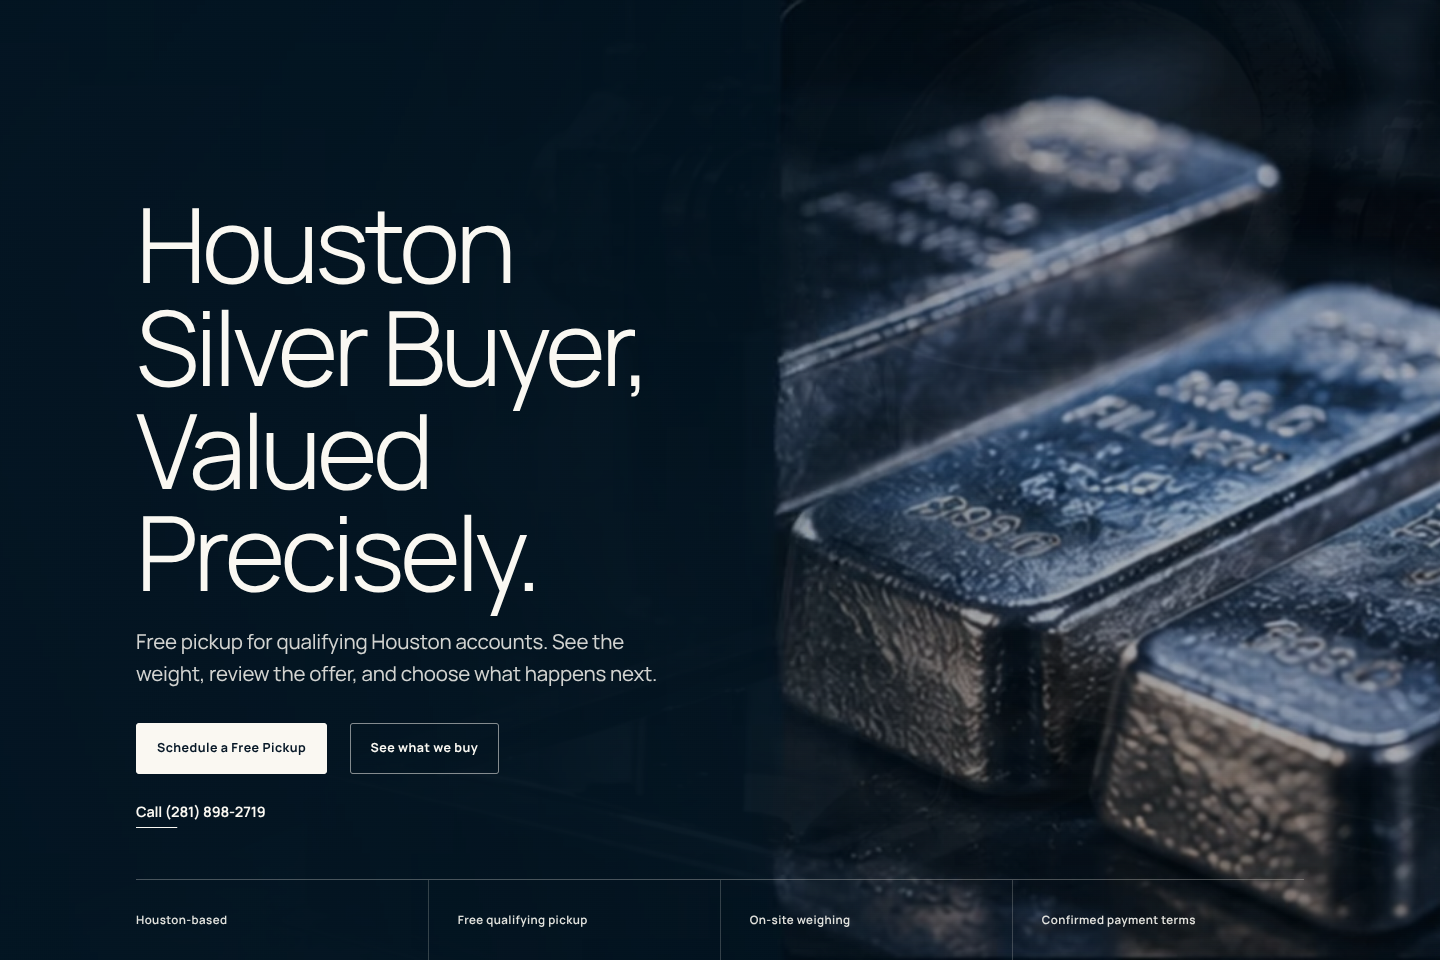 Houston
Silver Buyer,
Valued
Precisely.
Free pickup for qualifying Houston accounts. See the
weight, review the offer, and choose what happens next.
Schedule a Free Pickup
See what we buy
Call (281) 898-2719
Houston-based
Free qualifying pickup
On-site weighing
Confirmed payment terms